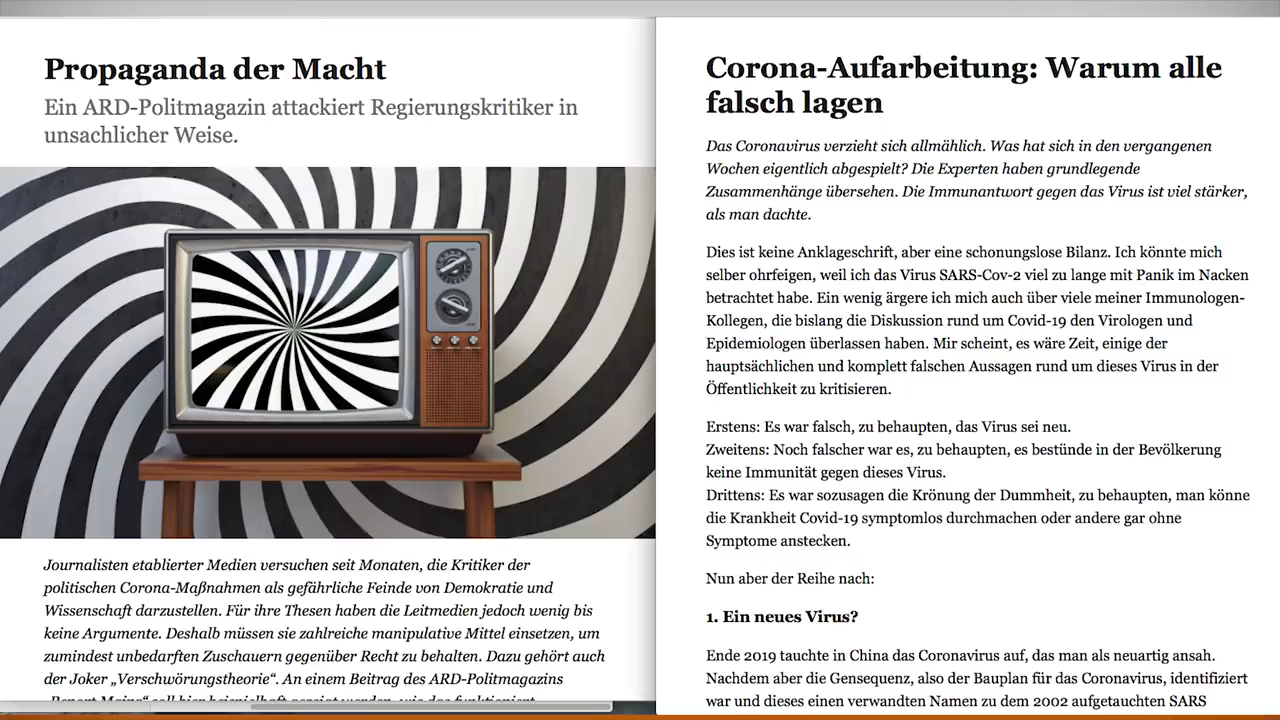 Propaganda der Macht
Ein ARD-Politmagazin attackiert Regierungskritiker in
unsachlicher Weise.
Journalisten etablierter Medien versuchen seit Monaten, die Kritiker der
politischen Corona-Maßnahmen als gefährliche Feinde von Demokratie und
Wissenschaft darzustellen. Für ihre Thesen haben die Leitmedien jedoch wenig bis
keine Argumente. Deshalb müssen sie zahlreiche manipulative Mittel einsetzen, um
zumindest unbedarften Zuschauern gegenüber Recht zu behalten. Dazu gehört auch
der Joker „Verschwörungstheorie“. An einem Beitrag des ARD-Politmagazins
„Report Mainz“ soll hier beispielhaft gezeigt werden, wie das funktioniert.
Corona-Aufarbeitung: Warum alle
falsch lagen
Das Coronavirus verzieht sich allmählich. Was hat sich in den vergangenen
Wochen eigentlich abgespielt? Die Experten haben grundlegende
Zusammenhänge übersehen. Die Immunantwort gegen das Virus ist viel stärker,
als man dachte.
Dies ist keine Anklageschrift, aber eine schonungslose Bilanz. Ich könnte mich
selber ohrfeigen, weil ich das Virus SARS-Cov-2 viel zu lange mit Panik im Nacken
betrachtet habe. Ein wenig ärgere ich mich auch über viele meiner Immunologen-
Kollegen, die bislang die Diskussion rund um Covid-19 den Virologen und
Epidemiologen überlassen haben. Mir scheint, es wäre Zeit, einige der
hauptsächlichen und komplett falschen Aussagen rund um dieses Virus in der
Öffentlichkeit zu kritisieren.
Erstens: Es war falsch, zu behaupten, das Virus sei neu.
Zweitens: Noch falscher war es, zu behaupten, es bestünde in der Bevölkerung
keine Immunität gegen dieses Virus.
Drittens: Es war sozusagen die Krönung der Dummheit, zu behaupten, man könne
die Krankheit Covid-19 symptomlos durchmachen oder andere gar ohne
Symptome anstecken.
Nun aber der Reihe nach:
1. Ein neues Virus?
Ende 2019 tauchte in China das Coronavirus auf, das man als neuartig ansah.
Nachdem aber die Gensequenz, also der Bauplan für das Coronavirus, identifiziert
war und dieses einen verwandten Namen zu dem 2002 aufgetauchten SARS